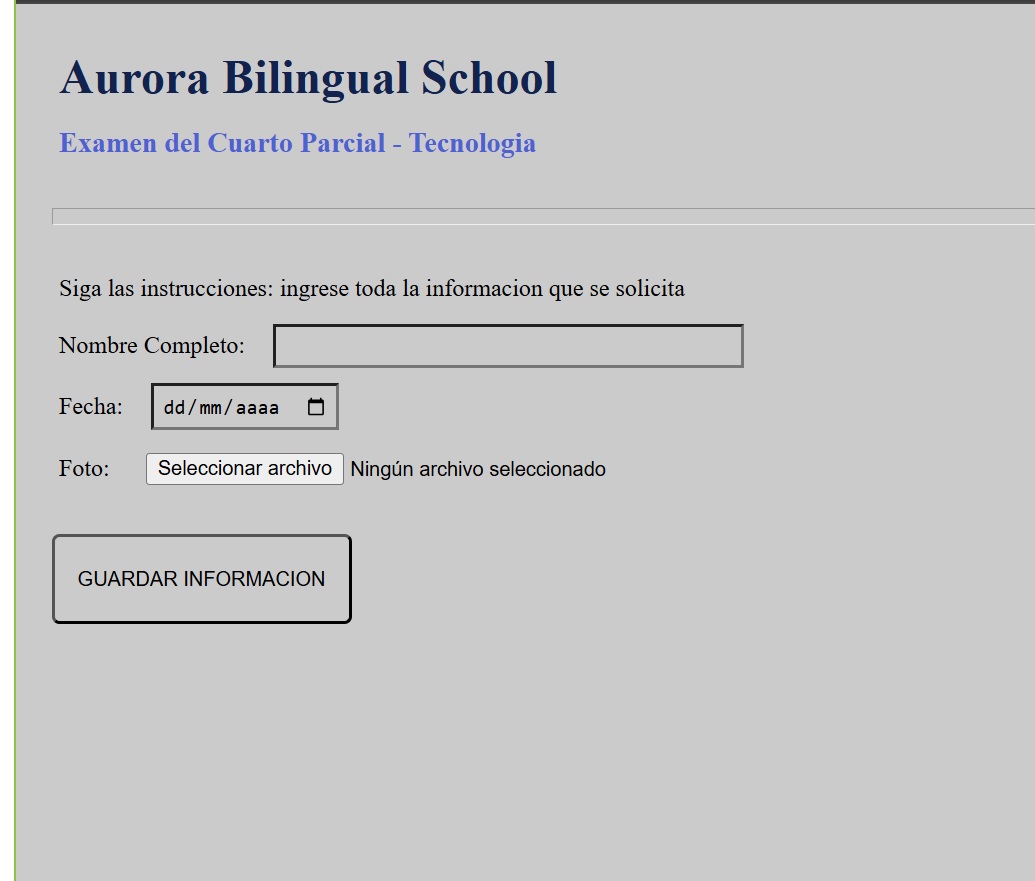 Aurora Bilingual School
Examen del Cuarto Parcial - Tecnologia
Siga las instrucciones: ingrese toda la informacion que se solicita
Nombre Completo:
Fecha: dd/mm/aaaa
Foto: Seleccionar archivo Ningún archivo seleccionado
GUARDAR INFORMACION